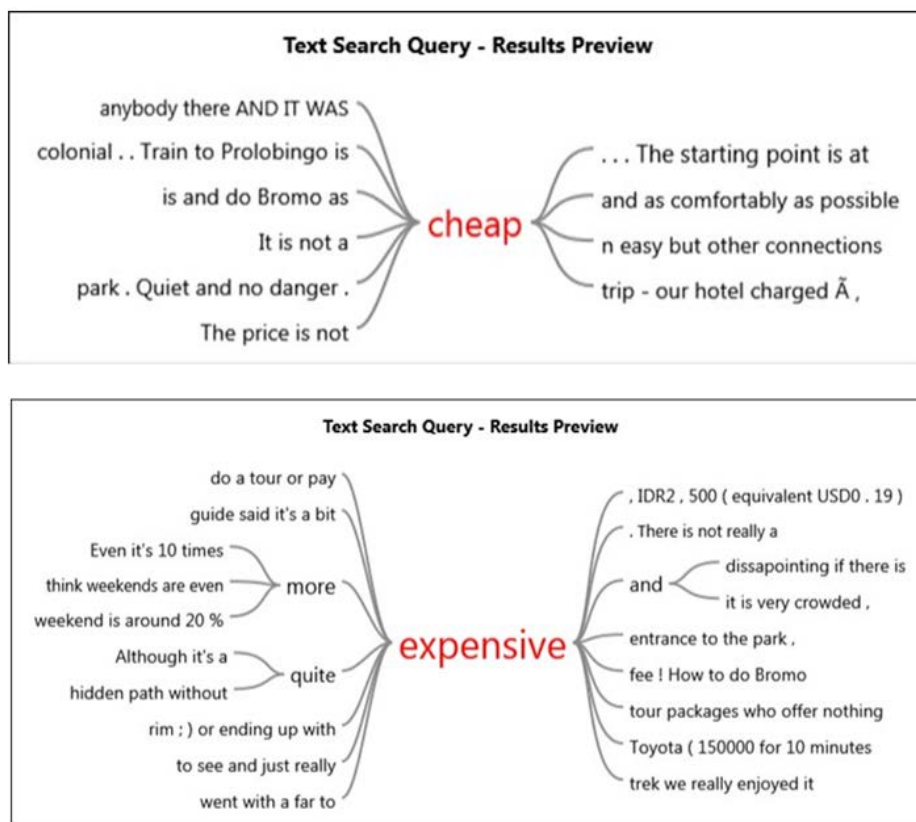 Text Search Query - Results Preview
anybody there AND IT WAS
colonial . . Train to Prolobingo is
is and do Bromo as
It is not a
park . Quiet and no danger .
The price is not
cheap
. . . The starting point is at
and as comfortably as possible
n easy but other connections
trip - our hotel charged Ã ,
Text Search Query - Results Preview
do a tour or pay
guide said it's a bit
Even it's 10 times
think weekends are even
weekend is around 20 %
more
Although it's a
hidden path without
quite
rim ; ) or ending up with
to see and just really
went with a far to
expensive
, IDR2 , 500 ( equivalent USD0 . 19 )
. There is not really a
and
dissapointing if there is
it is very crowded ,
entrance to the park ,
fee ! How to do Bromo
tour packages who offer nothing
Toyota ( 150000 for 10 minutes
trek we really enjoyed it